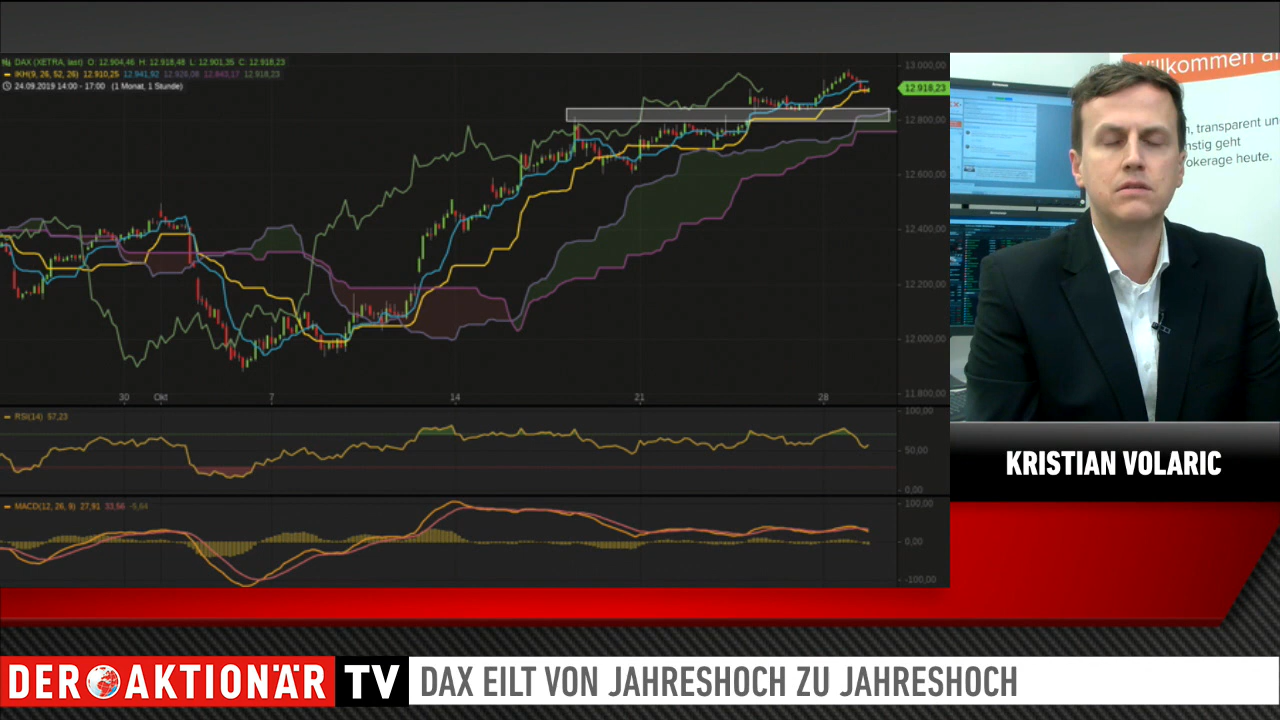 DAX (XETRA, last) O: 12.904,46 H: 12.918,48 L: 12.901,35 C: 12.918,23
IKH(9, 26, 52, 26) 12.910,25 12.941,92 12.926,08 12.843,17 12.918,23
24.09.2019 14:00 - 17:00 (1 Monat, 1 Stunde)
13.000,00
12.918,23
12.800,00
12.600,00
12.400,00
12.200,00
12.000,00
11.800,00
30 Okt 7 14 21 28
RSI(14) 57,23
100,00
50,00
0,00
MACD(12, 26, 9) 27,91 33,56
100,00
0,00
-100,00
illkommen
transparent un
nstig geht
okerage heute.
KRISTIAN VOLARIC
DER AKTIONÄR TV
DAX EILT VON JAHRESHOCH ZU JAHRESHOCH